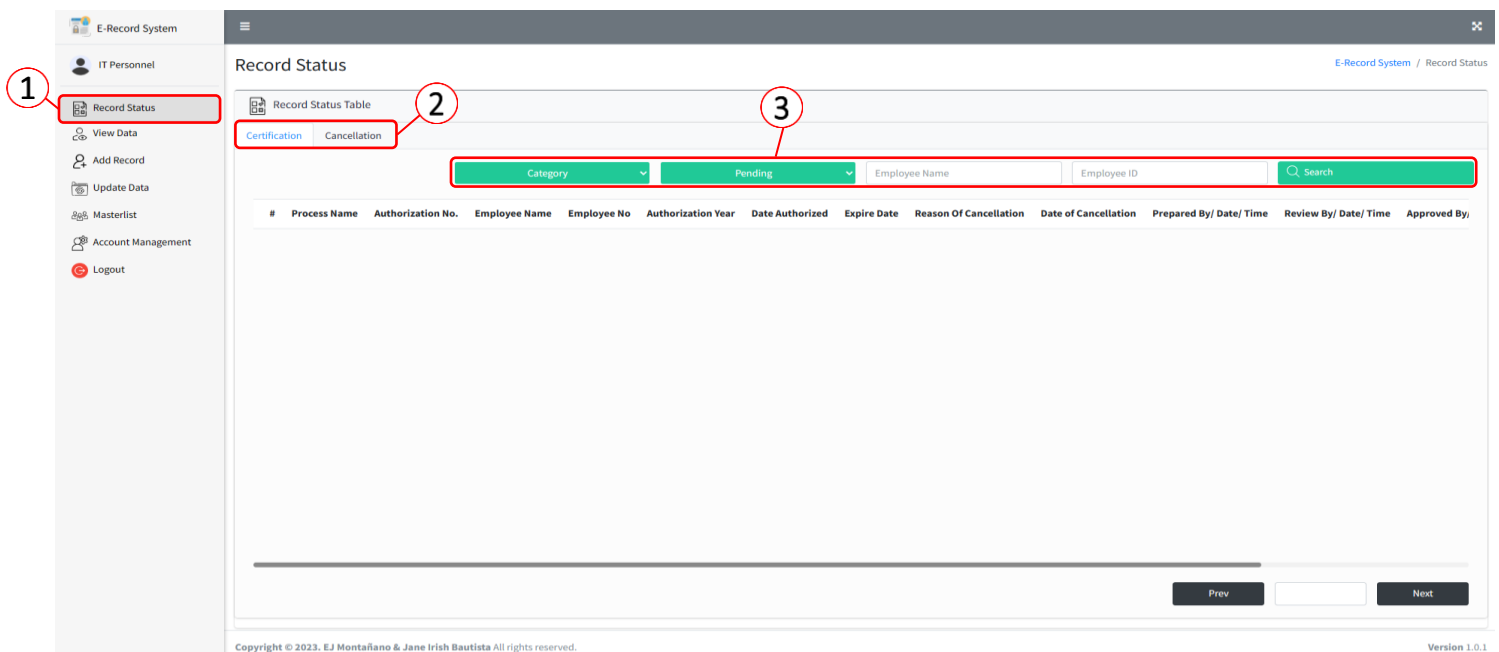 E-Record System
IT Personnel
Record Status
E-Record System / Record Status
1
Record Status
View Data
Add Record
Update Data
Masterlist
Account Management
Logout
Record Status Table
2
3
Certification Cancellation
Category Pending Employee Name Employee ID Search
# Process Name Authorization No. Employee Name Employee No Authorization Year Date Authorized Expire Date Reason Of Cancellation Date of Cancellation Prepared By/ Date/ Time Review By/ Date/ Time Approved By/
Prev Next
Copyright © 2023. EJ Montañano & Jane Irish Bautista All rights reserved. Version 1.0.1